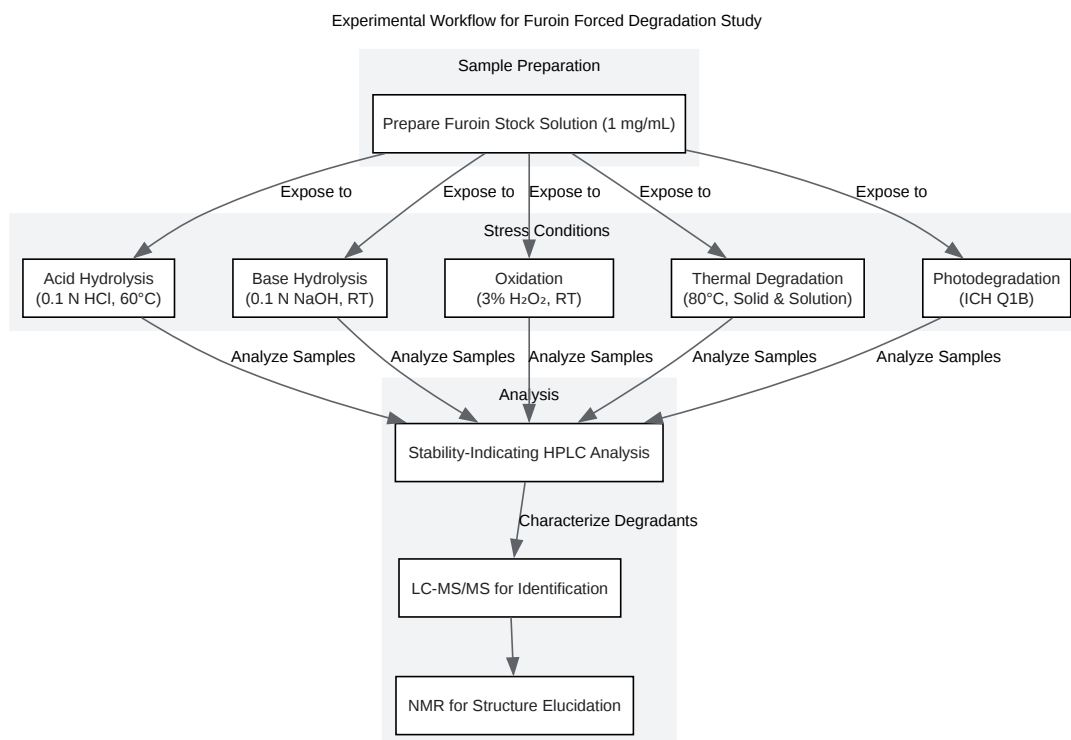 Experimental Workflow for Furoin Forced Degradation Study
Sample Preparation
Prepare Furoin Stock Solution (1 mg/mL)
Expose to
Expose to
Expose to
Expose to
Expose to
Stress Conditions
Acid Hydrolysis
(0.1 N HCl, 60°C)
Base Hydrolysis
(0.1 N NaOH, RT)
Oxidation
(3% H₂O₂, RT)
Thermal Degradation
(80°C, Solid & Solution)
Photodegradation
(ICH Q1B)
Analyze Samples
Analyze Samples
Analyze Samples
Analyze Samples
Analyze Samples
Analysis
Stability-Indicating HPLC Analysis
Characterize Degradants
LC-MS/MS for Identification
NMR for Structure Elucidation